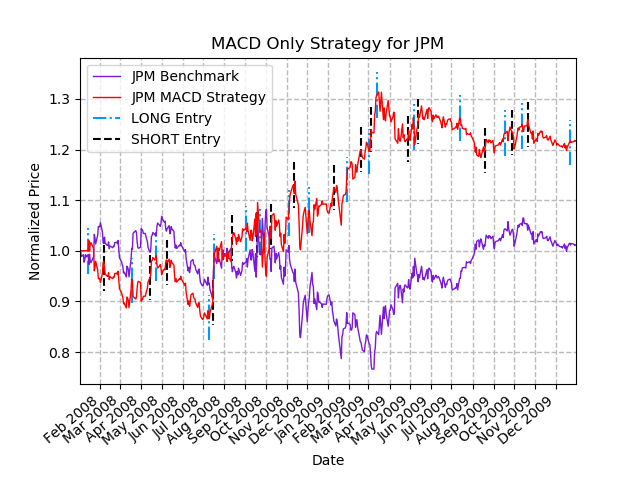 MACD Only Strategy for JPM
JPM Benchmark
JPM MACD Strategy
LONG Entry
SHORT Entry
Normalized Price
1.3
1.2
1.1
1.0
0.9
0.8
Feb 2008
Mar 2008
Apr 2008
May 2008
Jun 2008
Jul 2008
Aug 2008
Sep 2008
Oct 2008
Nov 2008
Dec 2008
Jan 2009
Feb 2009
Mar 2009
Apr 2009
May 2009
Jun 2009
Jul 2009
Aug 2009
Sep 2009
Oct 2009
Nov 2009
Dec 2009
Date